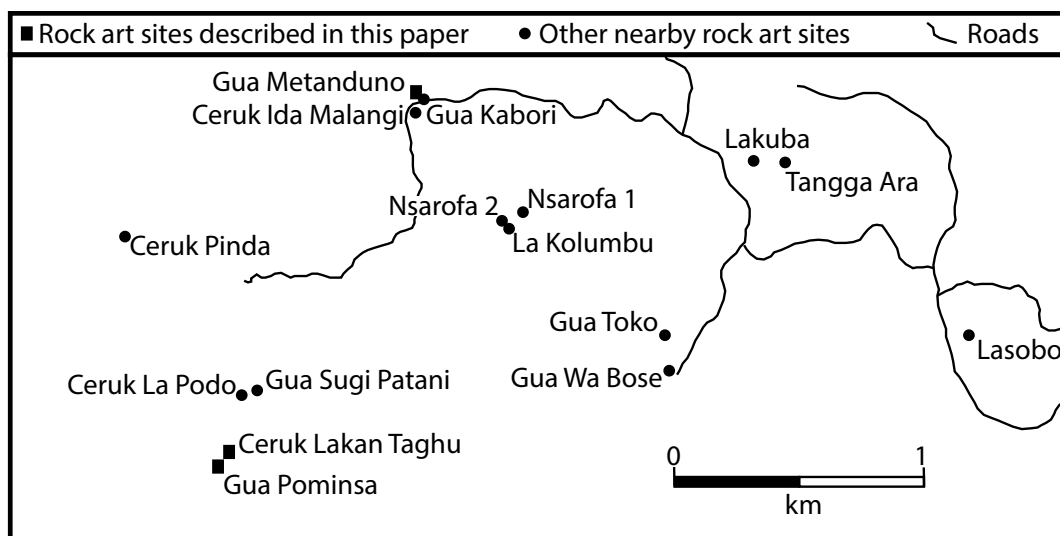 Rock art sites described in this paper
Other nearby rock art sites
Roads
Gua Metanduno
Ceruk Ida Malangi
Gua Kabori
Lakuba
Tangga Ara
Nsarofa 2
Nsarofa 1
La Kolumbu
Ceruk Pinda
Gua Toko
Lasobo
Gua Wa Bose
Ceruk La Podo
Gua Sugi Patani
Ceruk Lakan Taghu
Gua Pominsa
0
1
km